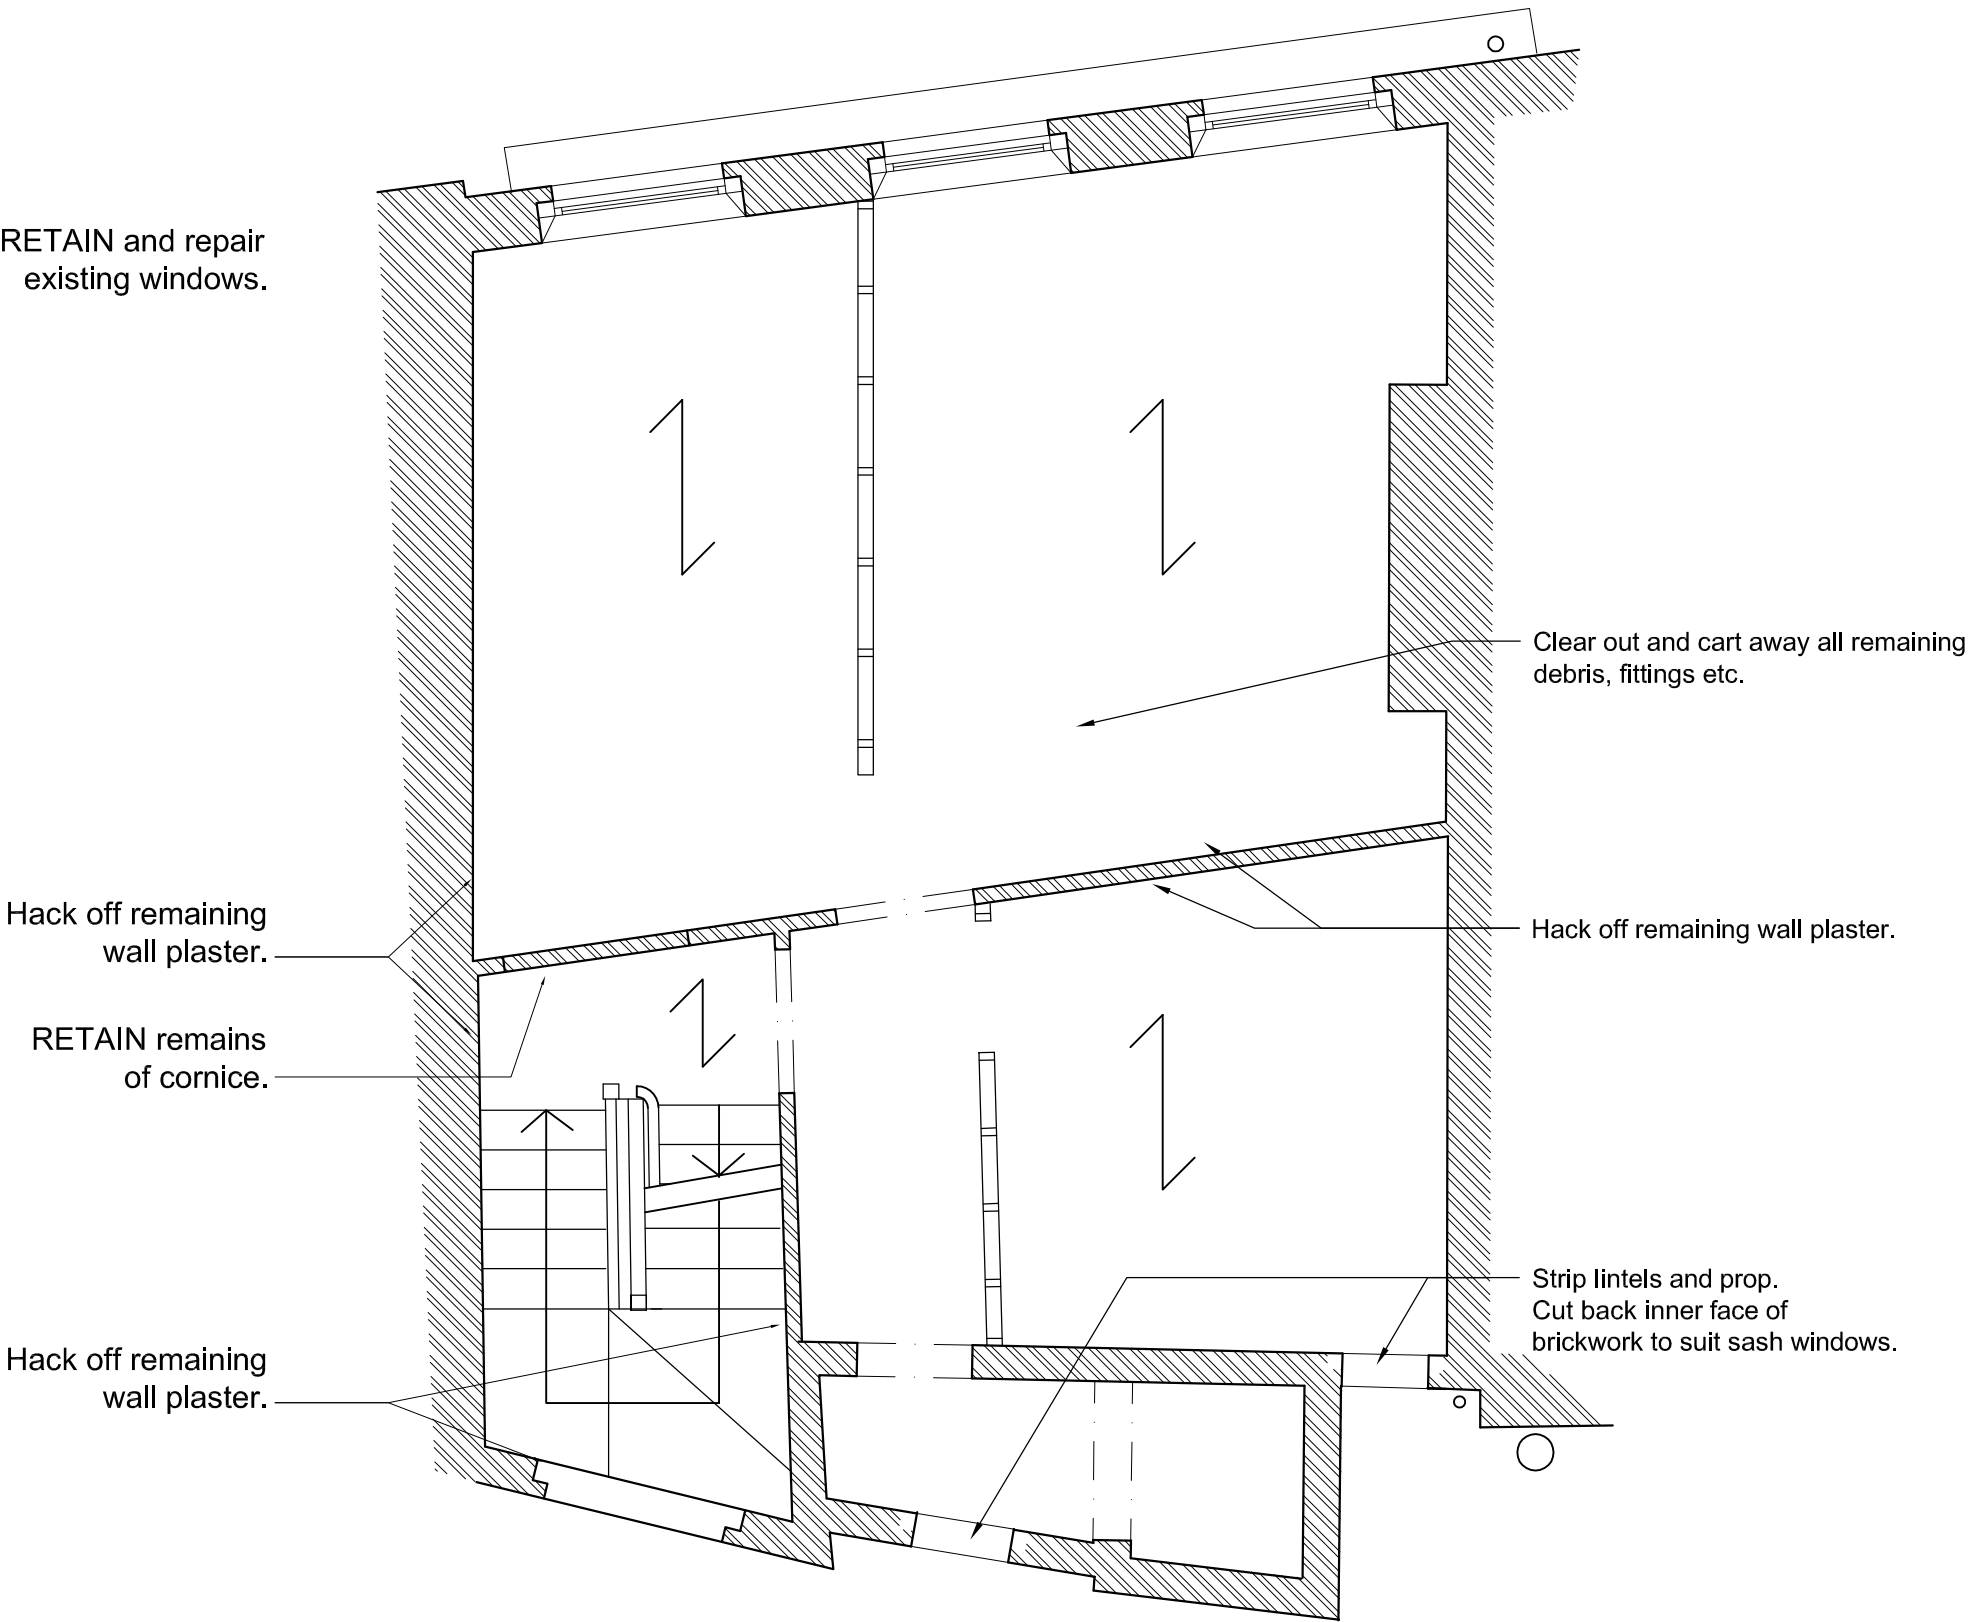 RETAIN and repair
existing windows.
Clear out and cart away all remaining
debris, fittings etc.
Hack off remaining
wall plaster.
Hack off remaining wall plaster.
RETAIN remains
of cornice.
Strip lintels and prop.
Cut back inner face of
brickwork to suit sash windows.
Hack off remaining
wall plaster.